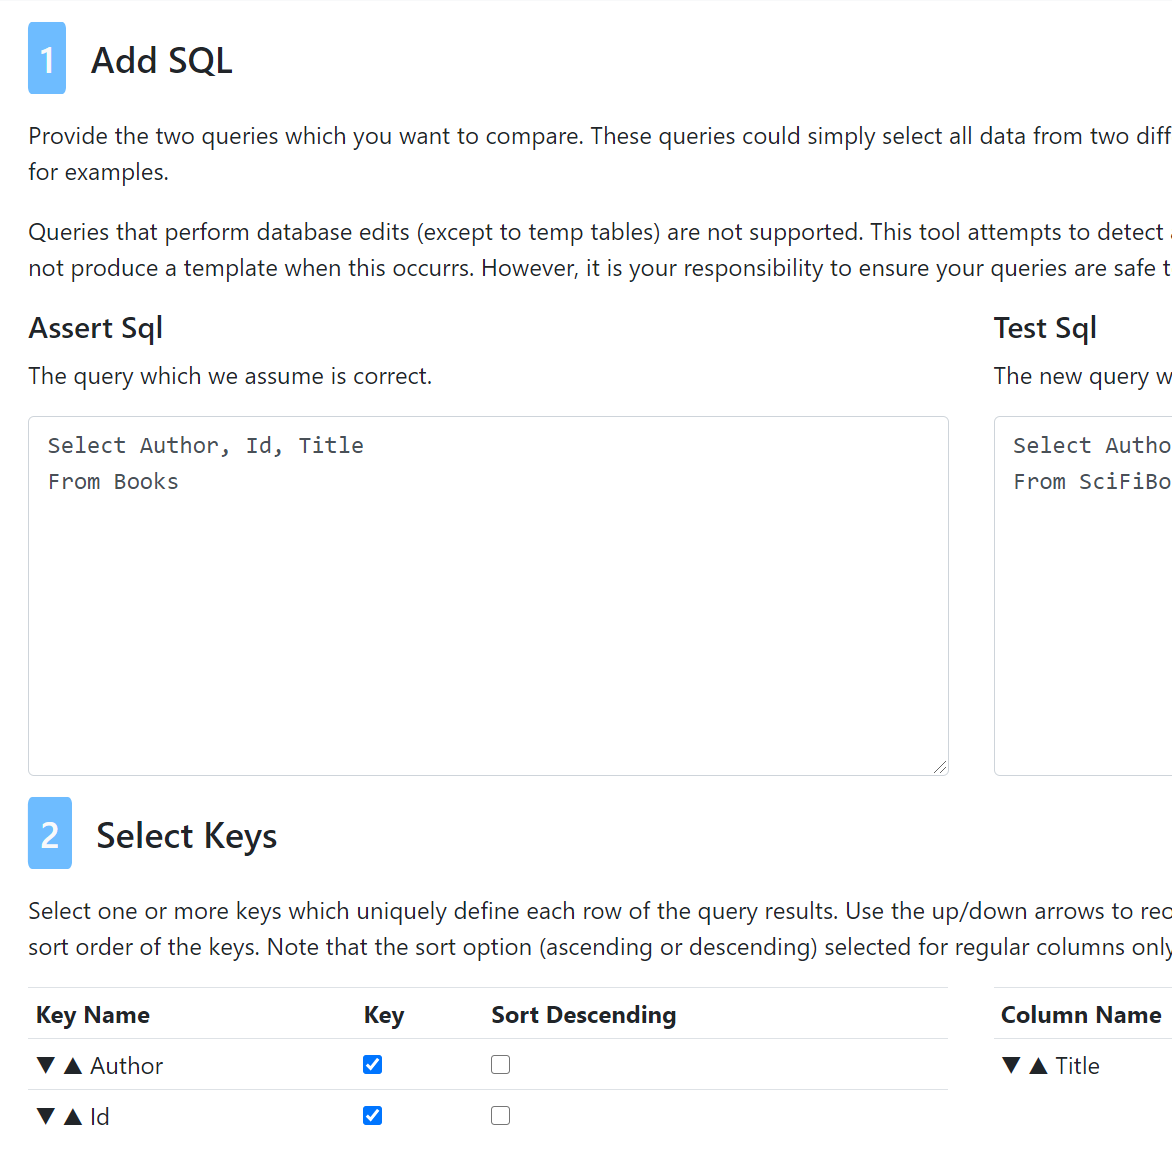 1 Add SQL
Provide the two queries which you want to compare. These queries could simply select all data from two
for examples.
Queries that perform database edits (except to temp tables) are not supported. This tool attempts to detect
not produce a template when this occurrs. However, it is your responsibility to ensure your queries are safe
Assert Sql
The query which we assume is correct.
Select Author, Id, Title
From Books
Test Sql
The new query
Select
From
2 Select Keys
Select one or more keys which uniquely define each row of the query results. Use the up/down arrows to
sort order of the keys. Note that the sort option (ascending or descending) selected for regular columns only
Key Name Key Sort Descending
▼ ▲ Author
▼ ▲ Id
Column Name
▼ ▲ Title